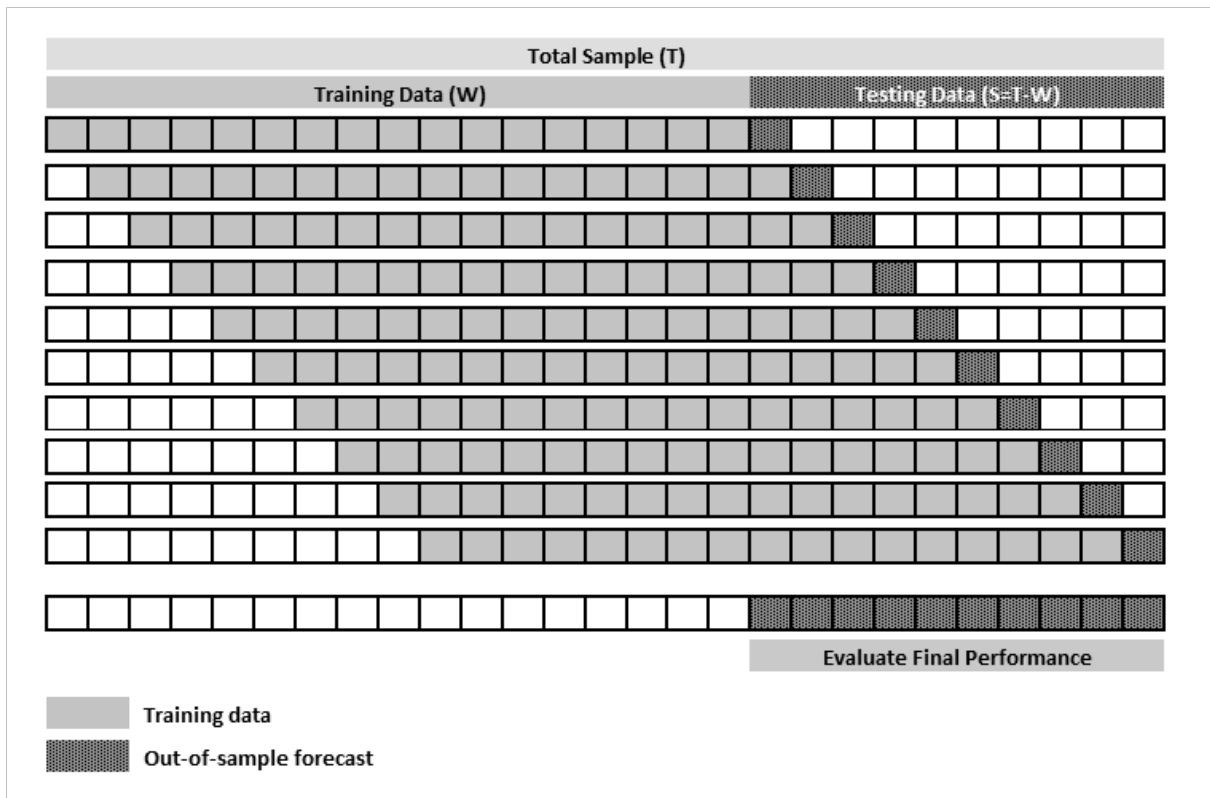 Total Sample (T)
Training Data (W)
Testing Data (S=T-W)
Evaluate Final Performance
Training data
Out-of-sample forecast